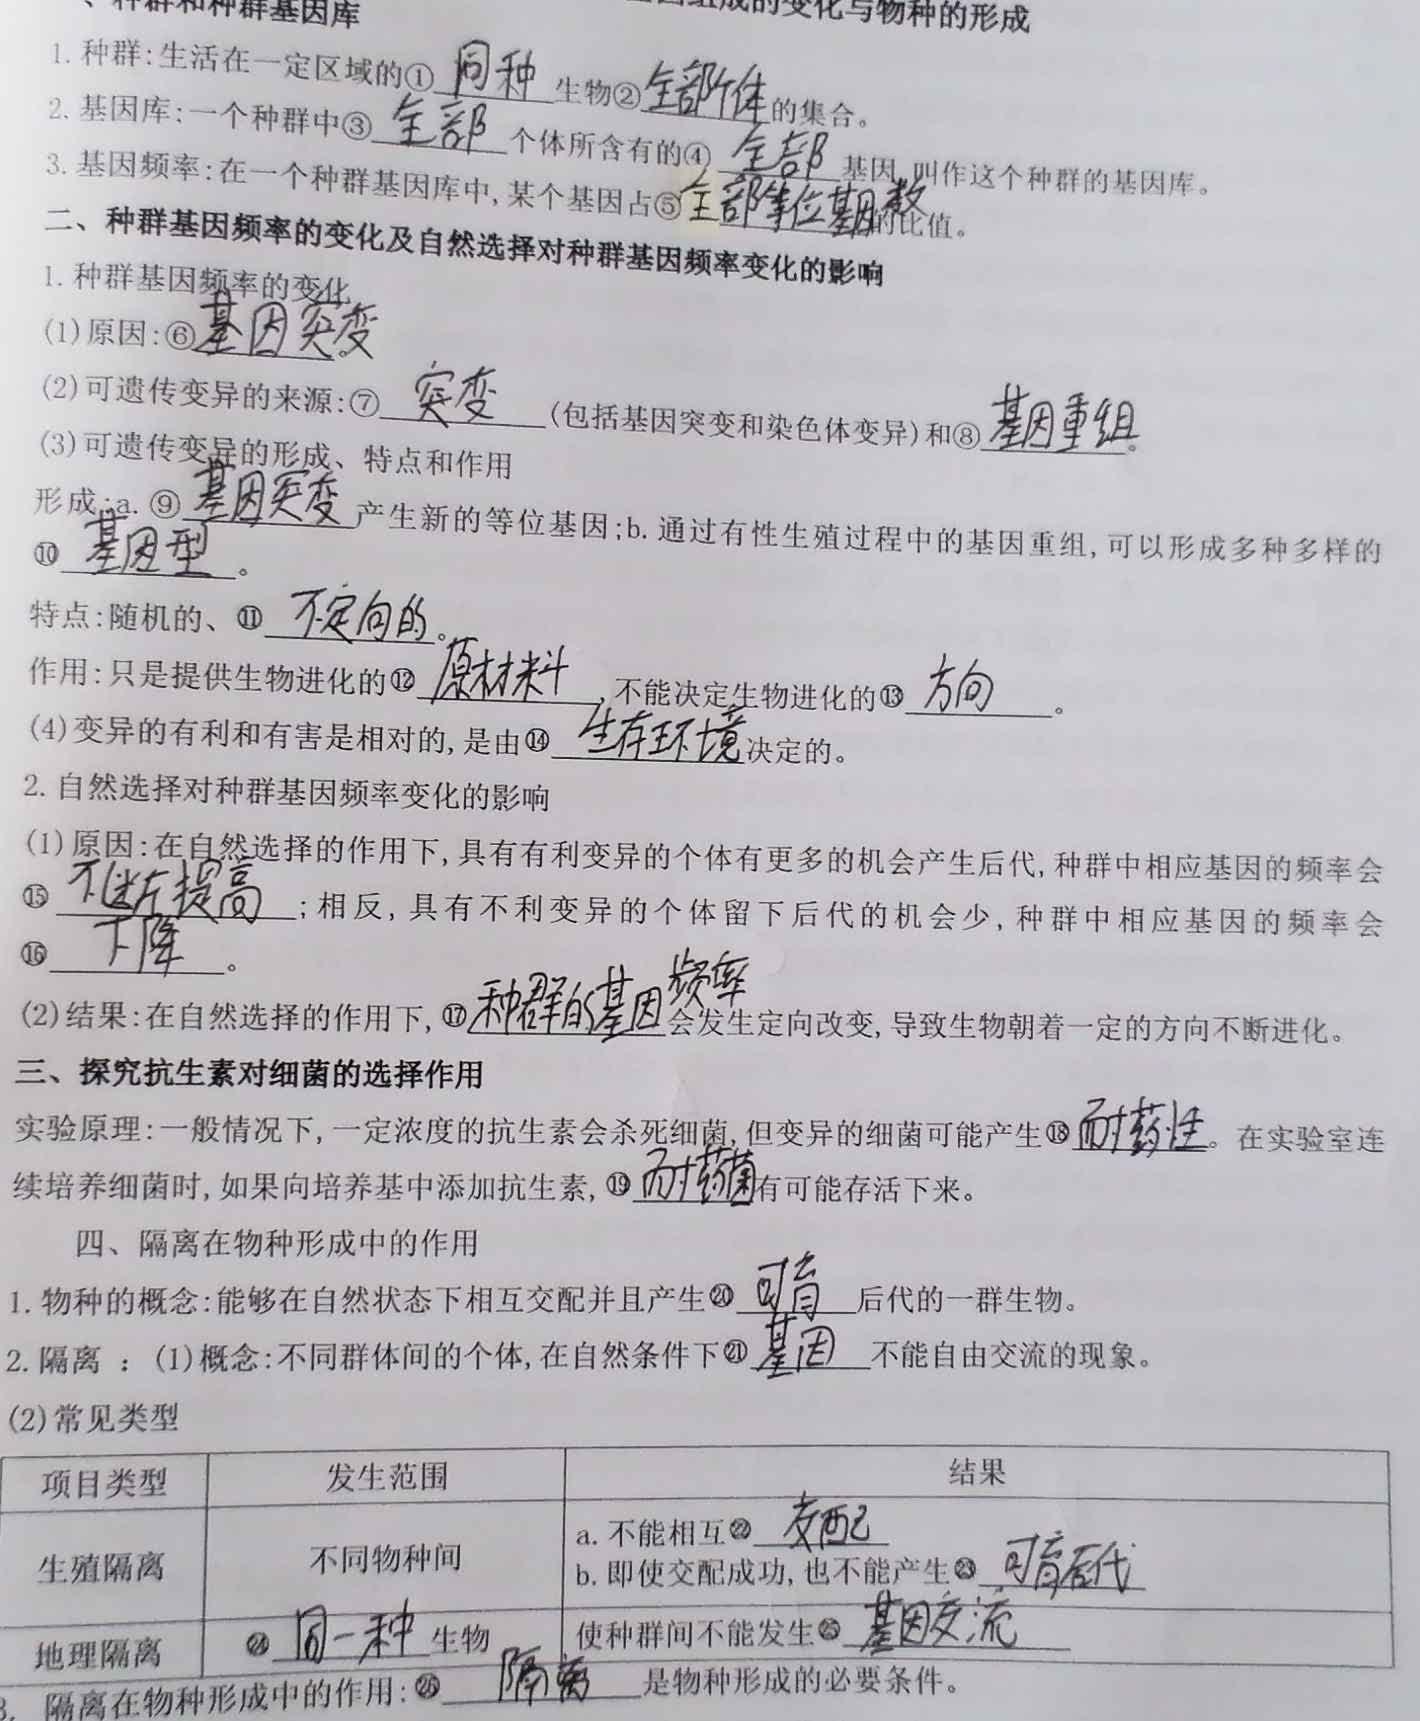 、种群和种群基因库
组成的变化与物种的形成
1. 种群:生活在一定区域的① 同种 生物②全部个体的集合。
2. 基因库:一个种群中③ 全部 个体所含有的④ 全部 基因,叫作这个种群的基因库。
3. 基因频率:在一个种群基因库中,某个基因占⑤全部等位基因数的比值。
二、种群基因频率的变化及自然选择对种群基因频率变化的影响
1. 种群基因频率的变化
(1)原因:⑥基因突变。
(2)可遗传变异的来源:⑦ 突变 (包括基因突变和染色体变异)和⑧基因重组。
(3)可遗传变异的形成、特点和作用
形成:a. ⑨ 基因突变 产生新的等位基因;b. 通过有性生殖过程中的基因重组,可以形成多种多样的
⑩ 基因型 。
特点:随机的、⑪ 不定向的 。
作用:只是提供生物进化的⑫ 原材料 ,不能决定生物进化的⑬ 方向 。
(4)变异的有利和有害是相对的,是由⑭ 生存环境 决定的。
2. 自然选择对种群基因频率变化的影响
(1)原因:在自然选择的作用下,具有有利变异的个体有更多的机会产生后代,种群中相应基因的频率会
⑮ 提高 ;相反,具有不利变异的个体留下后代的机会少,种群中相应基因的频率会
⑯ 下降 。
(2)结果:在自然选择的作用下,⑰种群的基因频率会发生定向改变,导致生物朝着一定的方向不断进化。
三、探究抗生素对细菌的选择作用
实验原理:一般情况下,一定浓度的抗生素会杀死细菌,但变异的细菌可能产生⑱耐药性。在实验室连
续培养细菌时,如果向培养基中添加抗生素,⑲耐药菌有可能存活下来。
四、隔离在物种形成中的作用
1. 物种的概念:能够在自然状态下相互交配并且产生⑳ 可育 后代的一群生物。
2. 隔离 :(1)概念:不同群体间的个体,在自然条件下㉑ 基因 不能自由交流的现象。
(2)常见类型
项目类型 发生范围 结果
生殖隔离 不同物种间 a. 不能相互㉒ 交配
b. 即使交配成功,也不能产生㉓ 可育后代
地理隔离 ㉔ 同一种 生物 使种群间不能发生㉕ 基因交流
3. 隔离在物种形成中的作用:㉖ 隔离 是物种形成的必要条件。